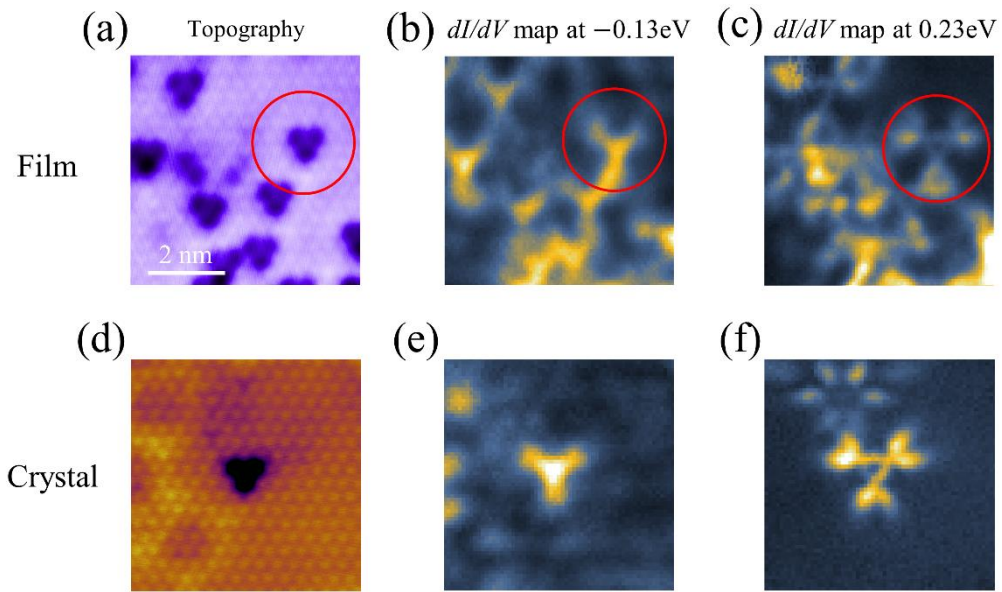 (a) Topography
(b) dI/dV map at −0.13eV
(c) dI/dV map at 0.23eV
Film
2 nm
(d)
(e)
(f)
Crystal